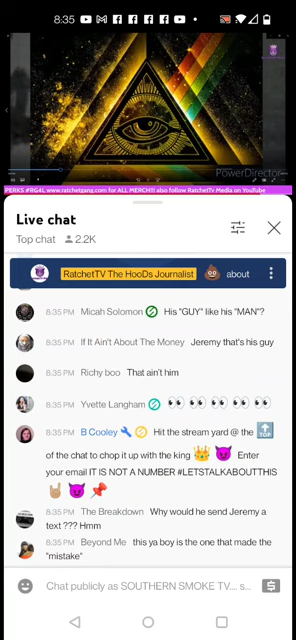 8:35
PowerDirector
PERKS #RG4L www.ratchetgang.com for ALL MERCH!! also follow RatchetTV Media on YouTube
Live chat
Top chat 2.2K
RatchetTV The HooDs Journalist 💩 about
8:35 PM Micah Solomon His "GUY" like his "MAN"?
8:35 PM If It Ain't About The Money Jeremy that's his guy
8:35 PM Richy boo That ain't him
8:35 PM Yvette Langham 👀 👀 👀 👀 👀
8:35 PM B Cooley Hit the stream yard @ the 🔝
of the chat to chop it up with the king 👑 😈 Enter
your email IT IS NOT A NUMBER #LETSTALKABOUTTHIS
🤘🏼 😈 📌
8:35 PM The Breakdown Why would he send Jeremy a
text ??? Hmm
8:35 PM Beyond Me this ya boy is the one that made the
"mistake"
Chat publicly as SOUTHERN SMOKE TV.... s...